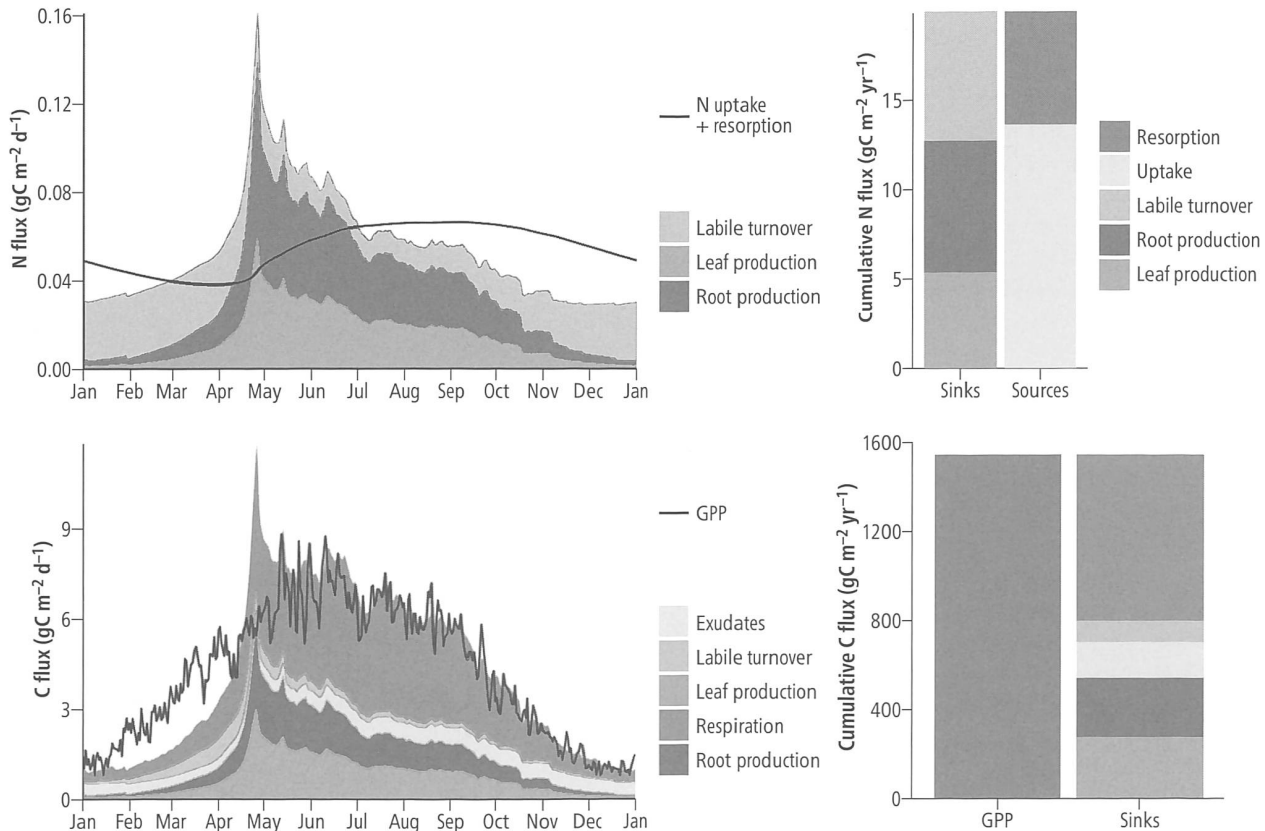 0.16
0.12
0.08
0.04
0.00
N flux (gC m⁻² d⁻¹)
Jan Feb Mar Apr May Jun Jul Aug Sep Oct Nov Dec Jan
N uptake
+ resorption
Labile turnover
Leaf production
Root production
15
10
5
0
Cumulative N flux (gC m⁻² yr⁻¹)
Sinks Sources
Resorption
Uptake
Labile turnover
Root production
Leaf production
9
6
3
0
C flux (gC m⁻² d⁻¹)
Jan Feb Mar Apr May Jun Jul Aug Sep Oct Nov Dec Jan
GPP
Exudates
Labile turnover
Leaf production
Respiration
Root production
1600
1200
800
400
0
Cumulative C flux (gC m⁻² yr⁻¹)
GPP Sinks